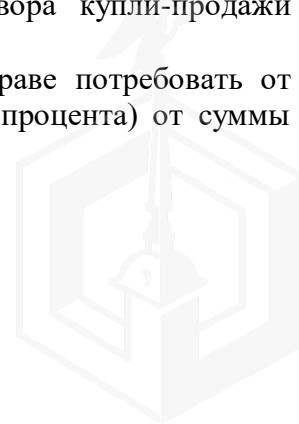 вора купли-продажи
раве потребовать от
процента) от суммы